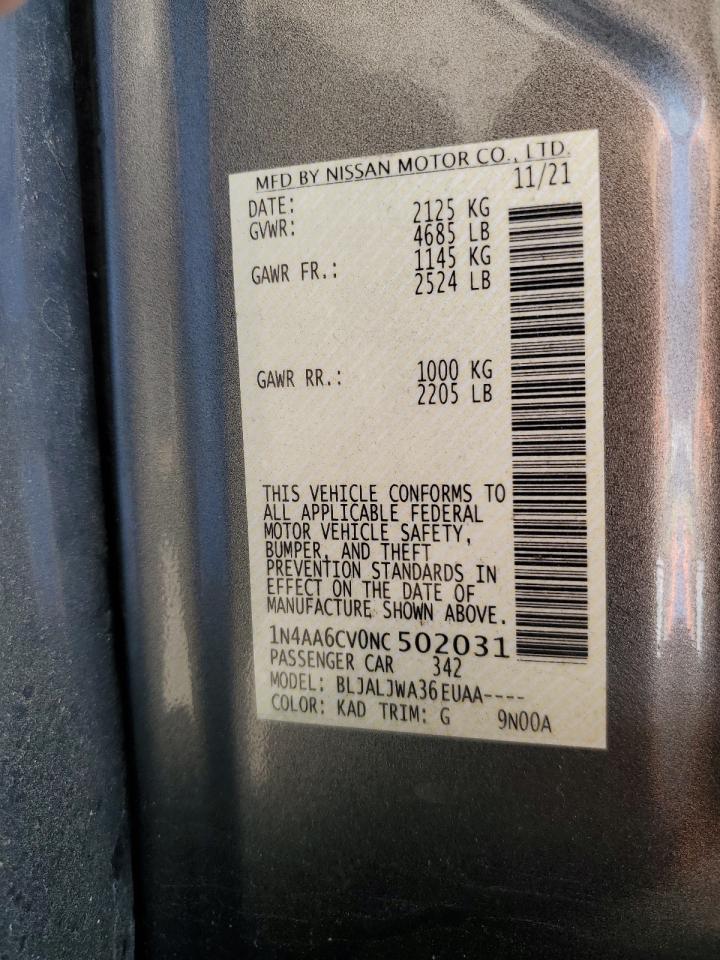 MFD BY NISSAN MOTOR CO., LTD.
DATE: 11/21
GVWR: 2125 KG
4685 LB
GAWR FR.: 1145 KG
2524 LB
GAWR RR.: 1000 KG
2205 LB
THIS VEHICLE CONFORMS TO
ALL APPLICABLE FEDERAL
MOTOR VEHICLE SAFETY,
BUMPER, AND THEFT
PREVENTION STANDARDS IN
EFFECT ON THE DATE OF
MANUFACTURE SHOWN ABOVE.
1N4AA6CV0NC502031
PASSENGER CAR 342
MODEL: BLJALJWA36EUAA----
COLOR: KAD TRIM: G 9N00A